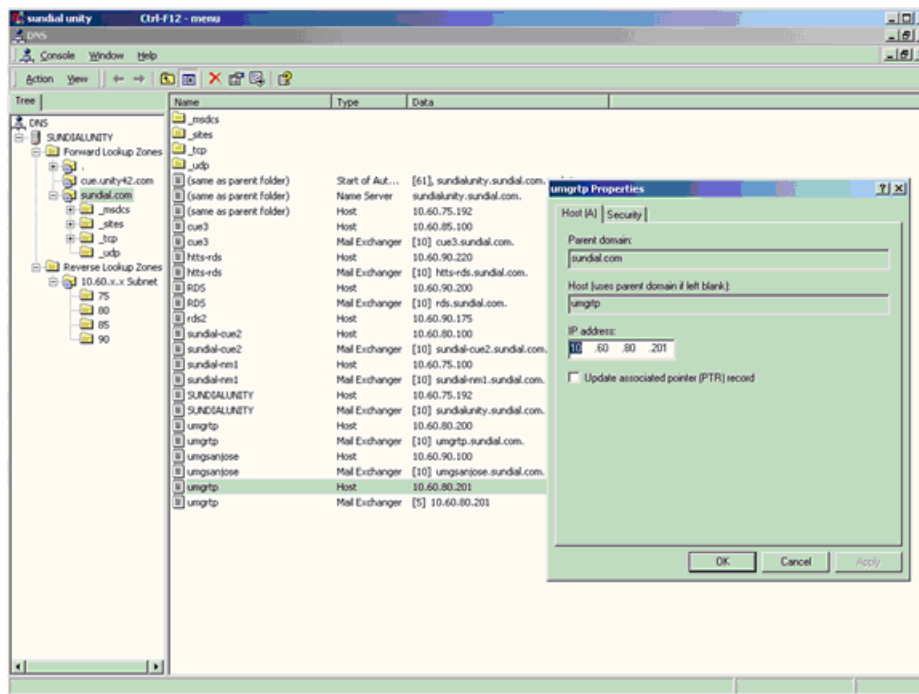 sundial unity Ctrl-F12 - menu
DNS
Console Window Help
Action View
Tree
DNS
SUNDIALUNITY
Forward Lookup Zones
.
cue.unity42.com
sundial.com
_msdcs
_sites
_tcp
_udp
Reverse Lookup Zones
10.60.x.x Subnet
75
80
85
90
Name Type Data
_msdcs
_sites
_tcp
_udp
(same as parent folder) Start of Aut... [61], sundialunity.sundial.com.
(same as parent folder) Name Server sundialunity.sundial.com.
(same as parent folder) Host 10.60.75.192
cue3 Host 10.60.85.100
cue3 Mail Exchanger [10] cue3.sundial.com.
htts-rds Host 10.60.90.220
htts-rds Mail Exchanger [10] htts-rds.sundial.com.
RDS Host 10.60.90.200
RDS Mail Exchanger [10] rds.sundial.com.
rds2 Host 10.60.90.175
sundial-cue2 Host 10.60.80.100
sundial-cue2 Mail Exchanger [10] sundial-cue2.sundial.com.
sundial-nm1 Host 10.60.75.100
sundial-nm1 Mail Exchanger [10] sundial-nm1.sundial.com.
SUNDIALUNITY Host 10.60.75.192
SUNDIALUNITY Mail Exchanger [10] sundialunity.sundial.com.
umgrtp Host 10.60.80.200
umgrtp Mail Exchanger [10] umgrtp.sundial.com.
umgsanjose Host 10.60.90.100
umgsanjose Mail Exchanger [10] umgsanjose.sundial.com.
umgrtp Host 10.60.80.201
umgrtp Mail Exchanger [5] 10.60.80.201
umgrtp Properties
Host (A) Security
Parent domain:
sundial.com
Host (uses parent domain if left blank):
umgrtp
IP address:
10 .60 .80 .201
Update associated pointer (PTR) record
OK Cancel Apply